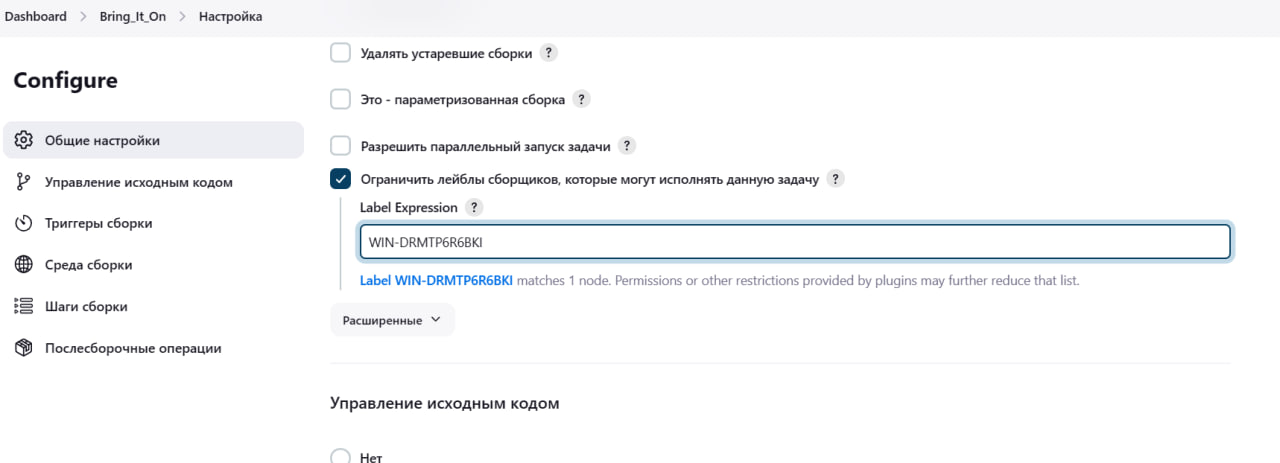 Dashboard > Bring_It_On > Настройка
Configure
Общие настройки
Управление исходным кодом
Триггеры сборки
Среда сборки
Шаги сборки
Послесборочные операции
Удалять устаревшие сборки ?
Это - параметризованная сборка ?
Разрешить параллельный запуск задачи ?
Ограничить лейблы сборщиков, которые могут исполнять данную задачу ?
Label Expression ?
WIN-DRMTP6R6BKI
Label WIN-DRMTP6R6BKI matches 1 node. Permissions or other restrictions provided by plugins may further reduce that list.
Расширенные
Управление исходным кодом
Нет